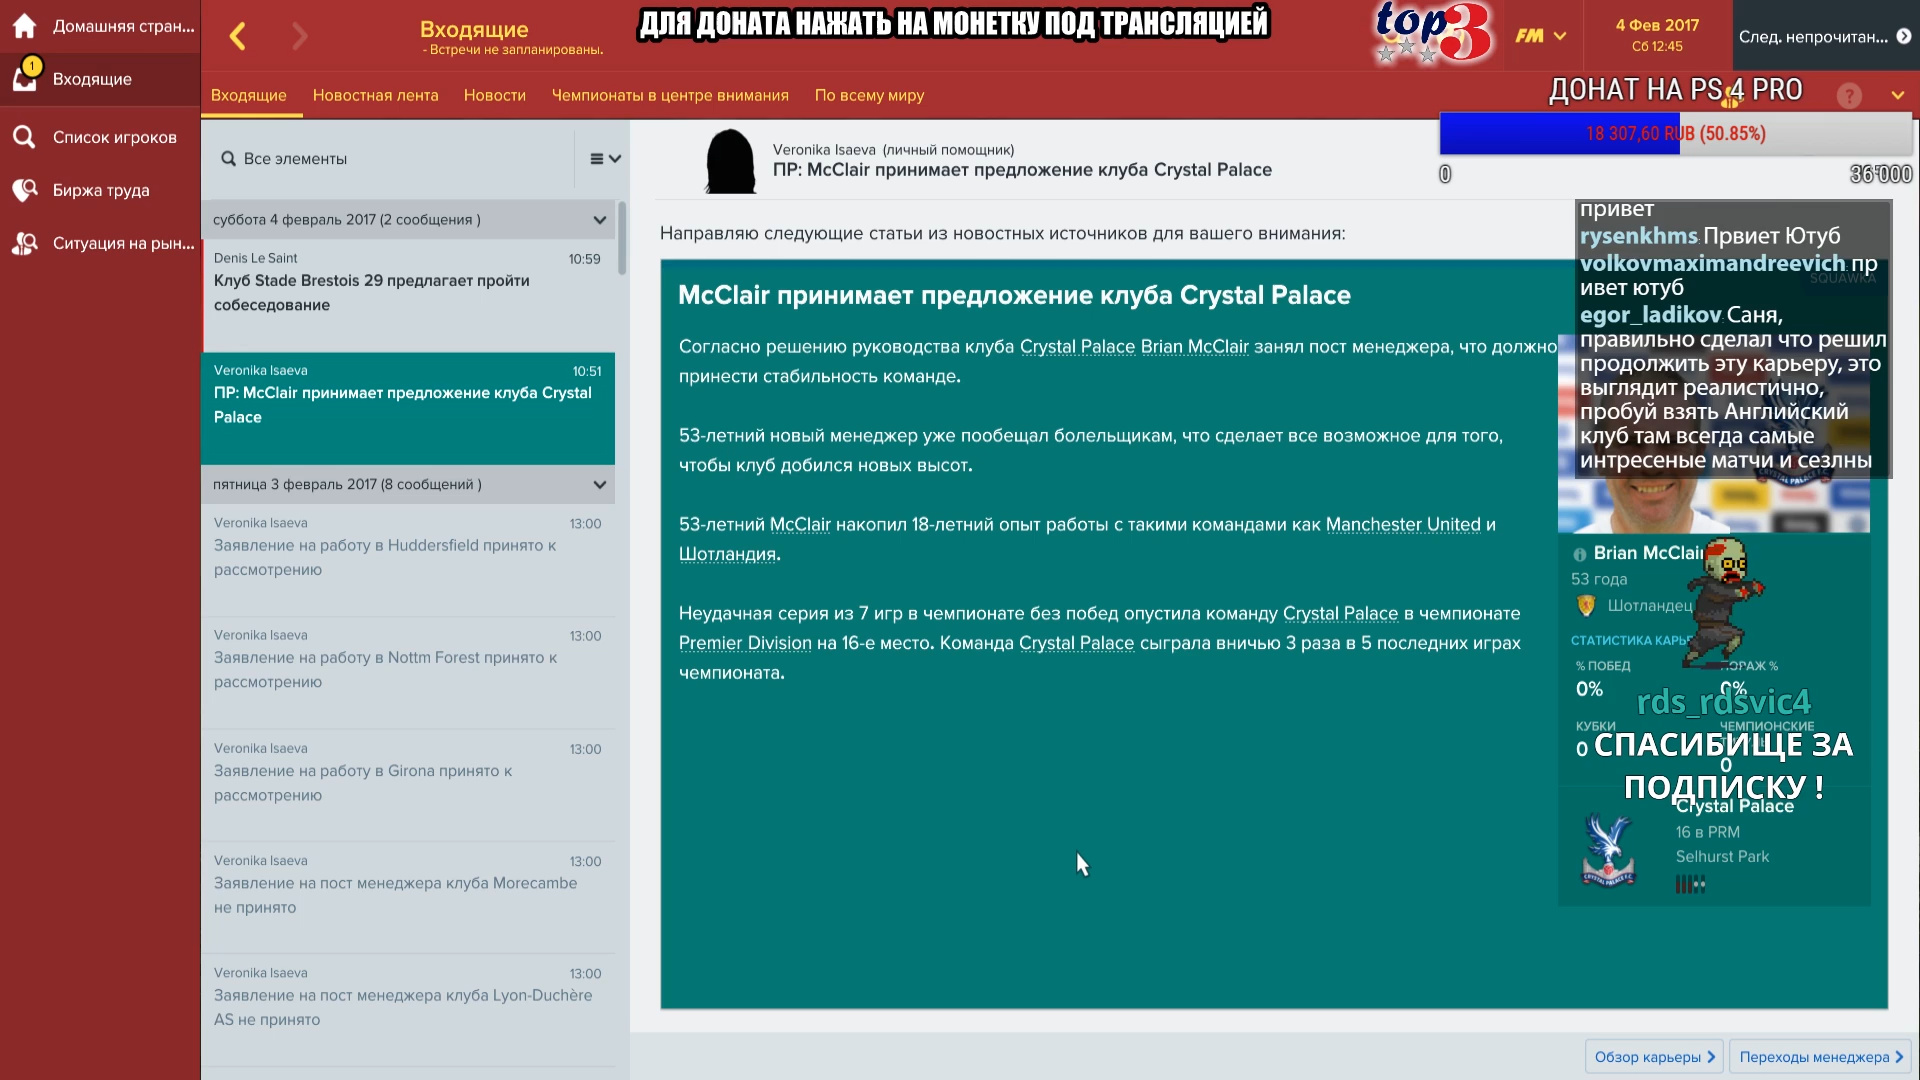 Домашняя стран...
1
Входящие
Список игроков
Биржа труда
Ситуация на рын...
Входящие
- Встречи не запланированы.
ДЛЯ ДОНАТА НАЖАТЬ НА МОНЕТКУ ПОД ТРАНСЛЯЦИЕЙ
top3
FM
4 Фев 2017
Сб 12:45
След. непрочитан...
Входящие
Новостная лента
Новости
Чемпионаты в центре внимания
По всему миру
ДОНАТ НА PS 4 PRO
18 307,60 RUB (50.85%)
0
36'000
Все элементы
суббота 4 февраль 2017 (2 сообщения )
Denis Le Saint
10:59
Клуб Stade Brestois 29 предлагает пройти
собеседование
Veronika Isaeva
10:51
ПР: McClair принимает предложение клуба Crystal
Palace
пятница 3 февраль 2017 (8 сообщений )
Veronika Isaeva
13:00
Заявление на работу в Huddersfield принято к
рассмотрению
Veronika Isaeva
13:00
Заявление на работу в Nottm Forest принято к
рассмотрению
Veronika Isaeva
13:00
Заявление на работу в Girona принято к
рассмотрению
Veronika Isaeva
13:00
Заявление на пост менеджера клуба Morecambe
не принято
Veronika Isaeva
13:00
Заявление на пост менеджера клуба Lyon-Duchère
AS не принято
Veronika Isaeva (личный помощник)
ПР: McClair принимает предложение клуба Crystal Palace
Направляю следующие статьи из новостных источников для вашего внимания:
McClair принимает предложение клуба Crystal Palace
SQUAWKA
Согласно решению руководства клуба Crystal Palace Brian McClair занял пост менеджера, что должно
принести стабильность команде.
53-летний новый менеджер уже пообещал болельщикам, что сделает все возможное для того,
чтобы клуб добился новых высот.
53-летний McClair накопил 18-летний опыт работы с такими командами как Manchester United и
Шотландия.
Неудачная серия из 7 игр в чемпионате без побед опустила команду Crystal Palace в чемпионате
Premier Division на 16-е место. Команда Crystal Palace сыграла вничью 3 раза в 5 последних играх
чемпионата.
привет
rysenkhms Првиет Ютуб
volkovmaximandreevich пр
ивет ютуб
egor_ladikov Саня,
правильно сделал что решил
продолжить эту карьеру, это
выглядит реалистично,
пробуй взять Английский
клуб там всегда самые
интресеные матчи и сезлны
Brian McClair
53 года
Шотландец
СТАТИСТИКА КАРЬЕ
% ПОБЕД
ПОРАЖ %
0%
0%
rds_rdsvic4
КУБКИ
ЧЕМПИОНСКИЕ
0
0
СПАСИБИЩЕ ЗА
ПОДПИСКУ !
Crystal Palace
16 в PRM
Selhurst Park
Обзор карьеры
Переходы менеджера